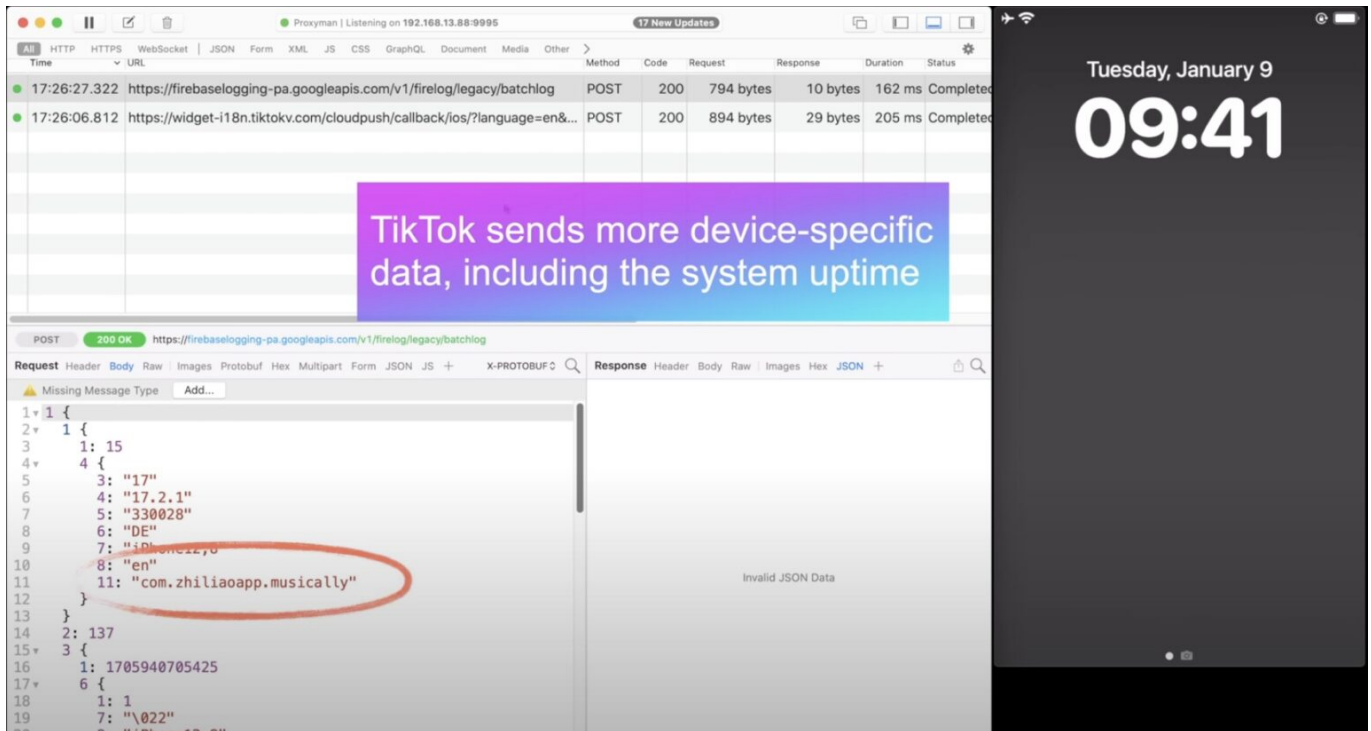 Proxyman | Listening on 192.168.13.88:9995
17 New Updates
All HTTP HTTPS WebSocket JSON Form XML JS CSS GraphQL Document Media Other
Time URL Method Code Request Response Duration Status
17:26:27.322 https://firebaselogging-pa.googleapis.com/v1/firelog/legacy/batchlog POST 200 794 bytes 10 bytes 162 ms Completed
17:26:06.812 https://widget-i18n.tiktokv.com/cloudpush/callback/ios/?language=en&... POST 200 894 bytes 29 bytes 205 ms Completed
TikTok sends more device-specific
data, including the system uptime
POST 200 OK https://firebaselogging-pa.googleapis.com/v1/firelog/legacy/batchlog
Request Header Body Raw Images Protobuf Hex Multipart Form JSON JS + X-PROTOBUF
Response Header Body Raw Images Hex JSON +
Missing Message Type Add...
1 1 {
2 1 {
3 1: 15
4 4 {
5 3: "17"
6 4: "17.2.1"
7 5: "330028"
8 6: "DE"
9 7:
10 8: "en"
11 11: "com.zhiliaoapp.musically"
12 }
13 }
14 2: 137
15 3 {
16 1: 1705940705425
17 6 {
18 1: 1
19 7: "\022"
Invalid JSON Data
Tuesday, January 9
09:41